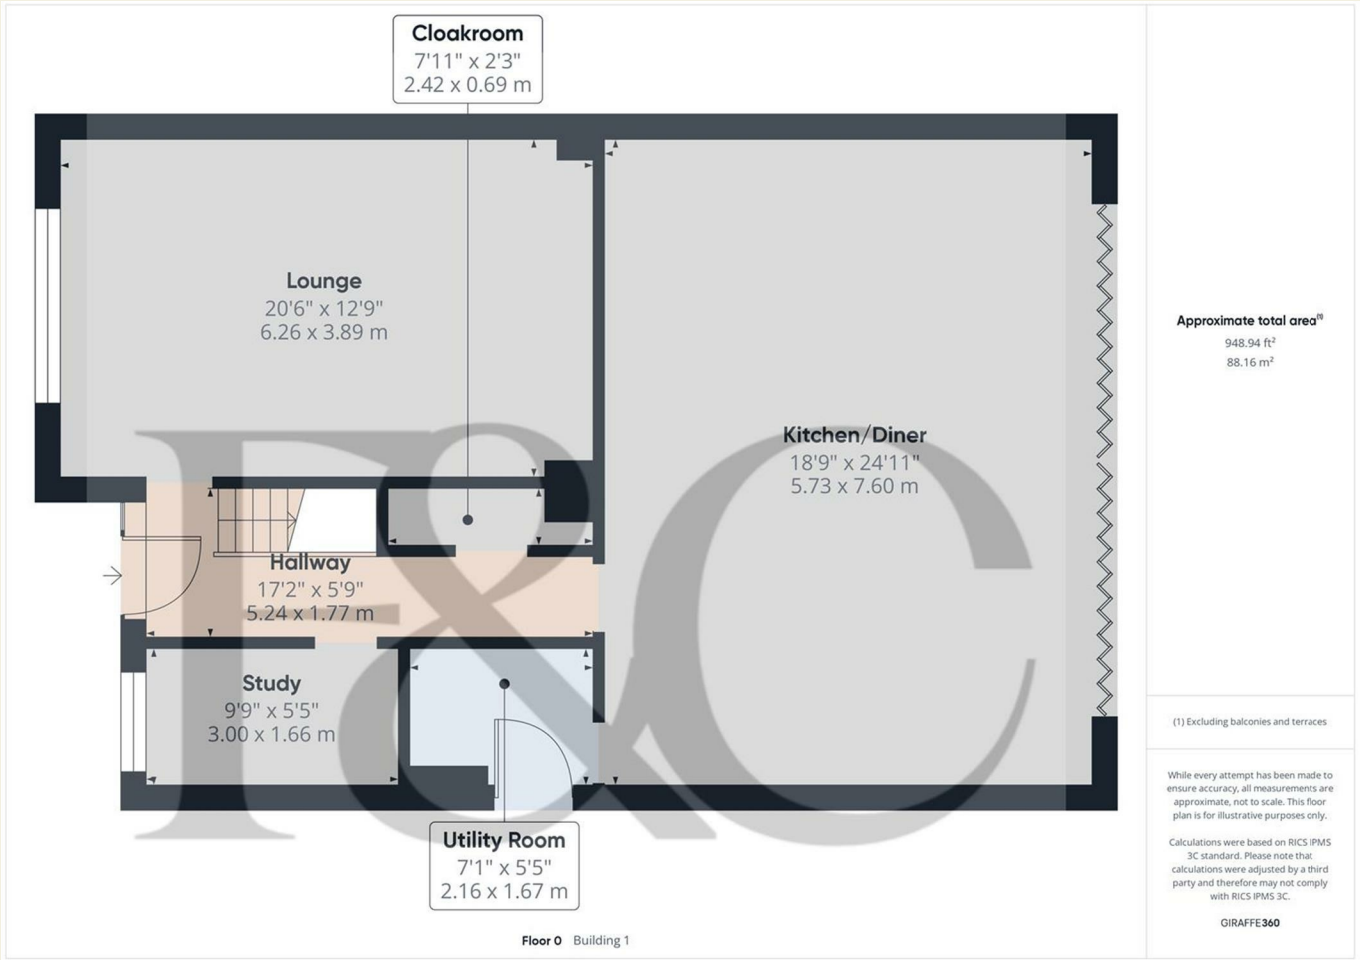 Cloakroom
7'11" x 2'3"
2.42 x 0.69 m
Lounge
20'6" x 12'9"
6.26 x 3.89 m
Kitchen/Diner
18'9" x 24'11"
5.73 x 7.60 m
Hallway
17'2" x 5'9"
5.24 x 1.77 m
Study
9'9" x 5'5"
3.00 x 1.66 m
Utility Room
7'1" x 5'5"
2.16 x 1.67 m
F&C
Floor 0 Building 1
Approximate total area(1)
948.94 ft²
88.16 m²
(1) Excluding balconies and terraces
While every attempt has been made to
ensure accuracy, all measurements are
approximate, not to scale. This floor
plan is for illustrative purposes only.
Calculations were based on RICS IPMS
3C standard. Please note that
calculations were adjusted by a third
party and therefore may not comply
with RICS IPMS 3C.
GIRAFFE360